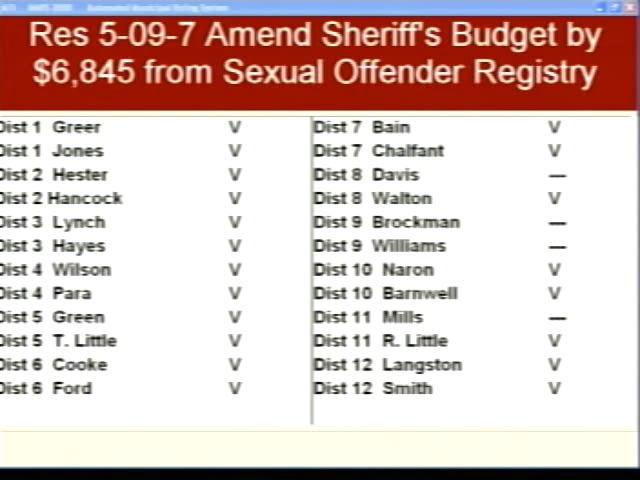 Res 5-09-7 Amend Sheriff's Budget by
$6,845 from Sexual Offender Registry
Dist 1 Greer V
Dist 1 Jones V
Dist 2 Hester V
Dist 2 Hancock V
Dist 3 Lynch V
Dist 3 Hayes V
Dist 4 Wilson V
Dist 4 Para V
Dist 5 Green V
Dist 5 T. Little V
Dist 6 Cooke V
Dist 6 Ford V
Dist 7 Bain V
Dist 7 Chalfant V
Dist 8 Davis —
Dist 8 Walton V
Dist 9 Brockman —
Dist 9 Williams —
Dist 10 Naron V
Dist 10 Barnwell V
Dist 11 Mills —
Dist 11 R. Little V
Dist 12 Langston V
Dist 12 Smith V